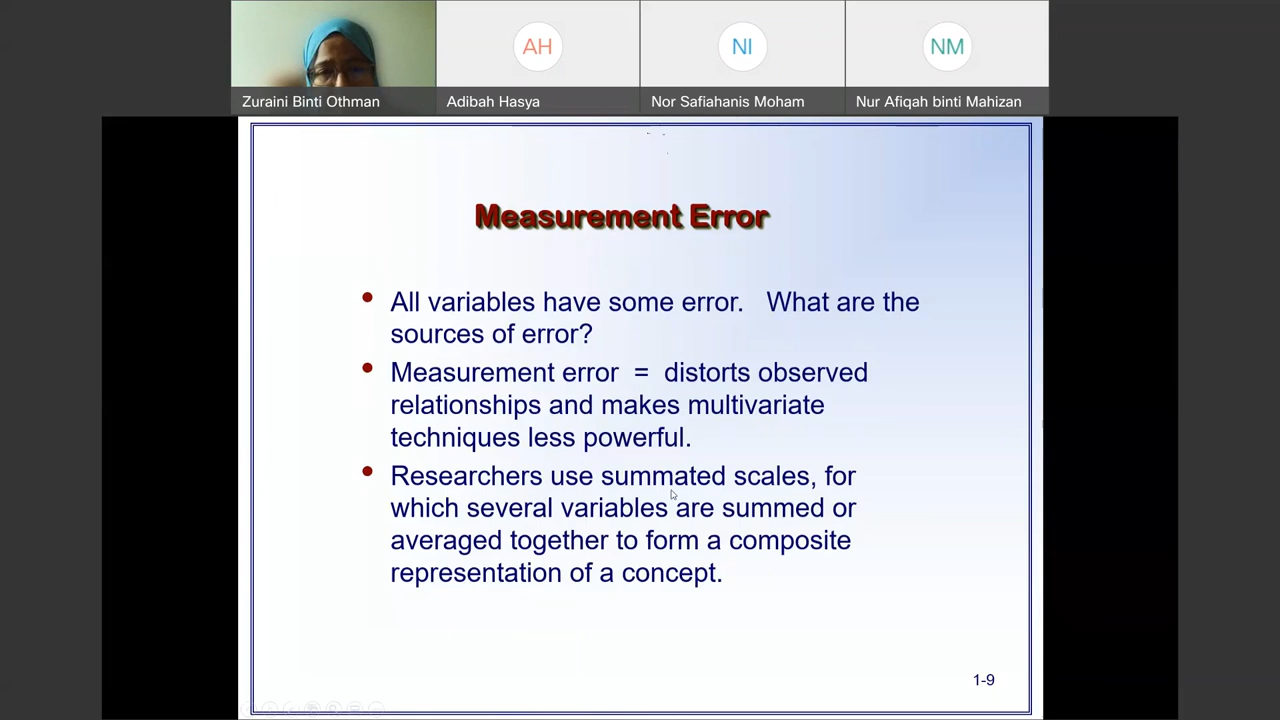 AH
NI
NM
Zuraini Binti Othman
Adibah Hasya
Nor Safiahanis Moham
Nur Afiqah binti Mahizan
Measurement Error
• All variables have some error. What are the
sources of error?
• Measurement error = distorts observed
relationships and makes multivariate
techniques less powerful.
• Researchers use summated scales, for
which several variables are summed or
averaged together to form a composite
representation of a concept.
1-9